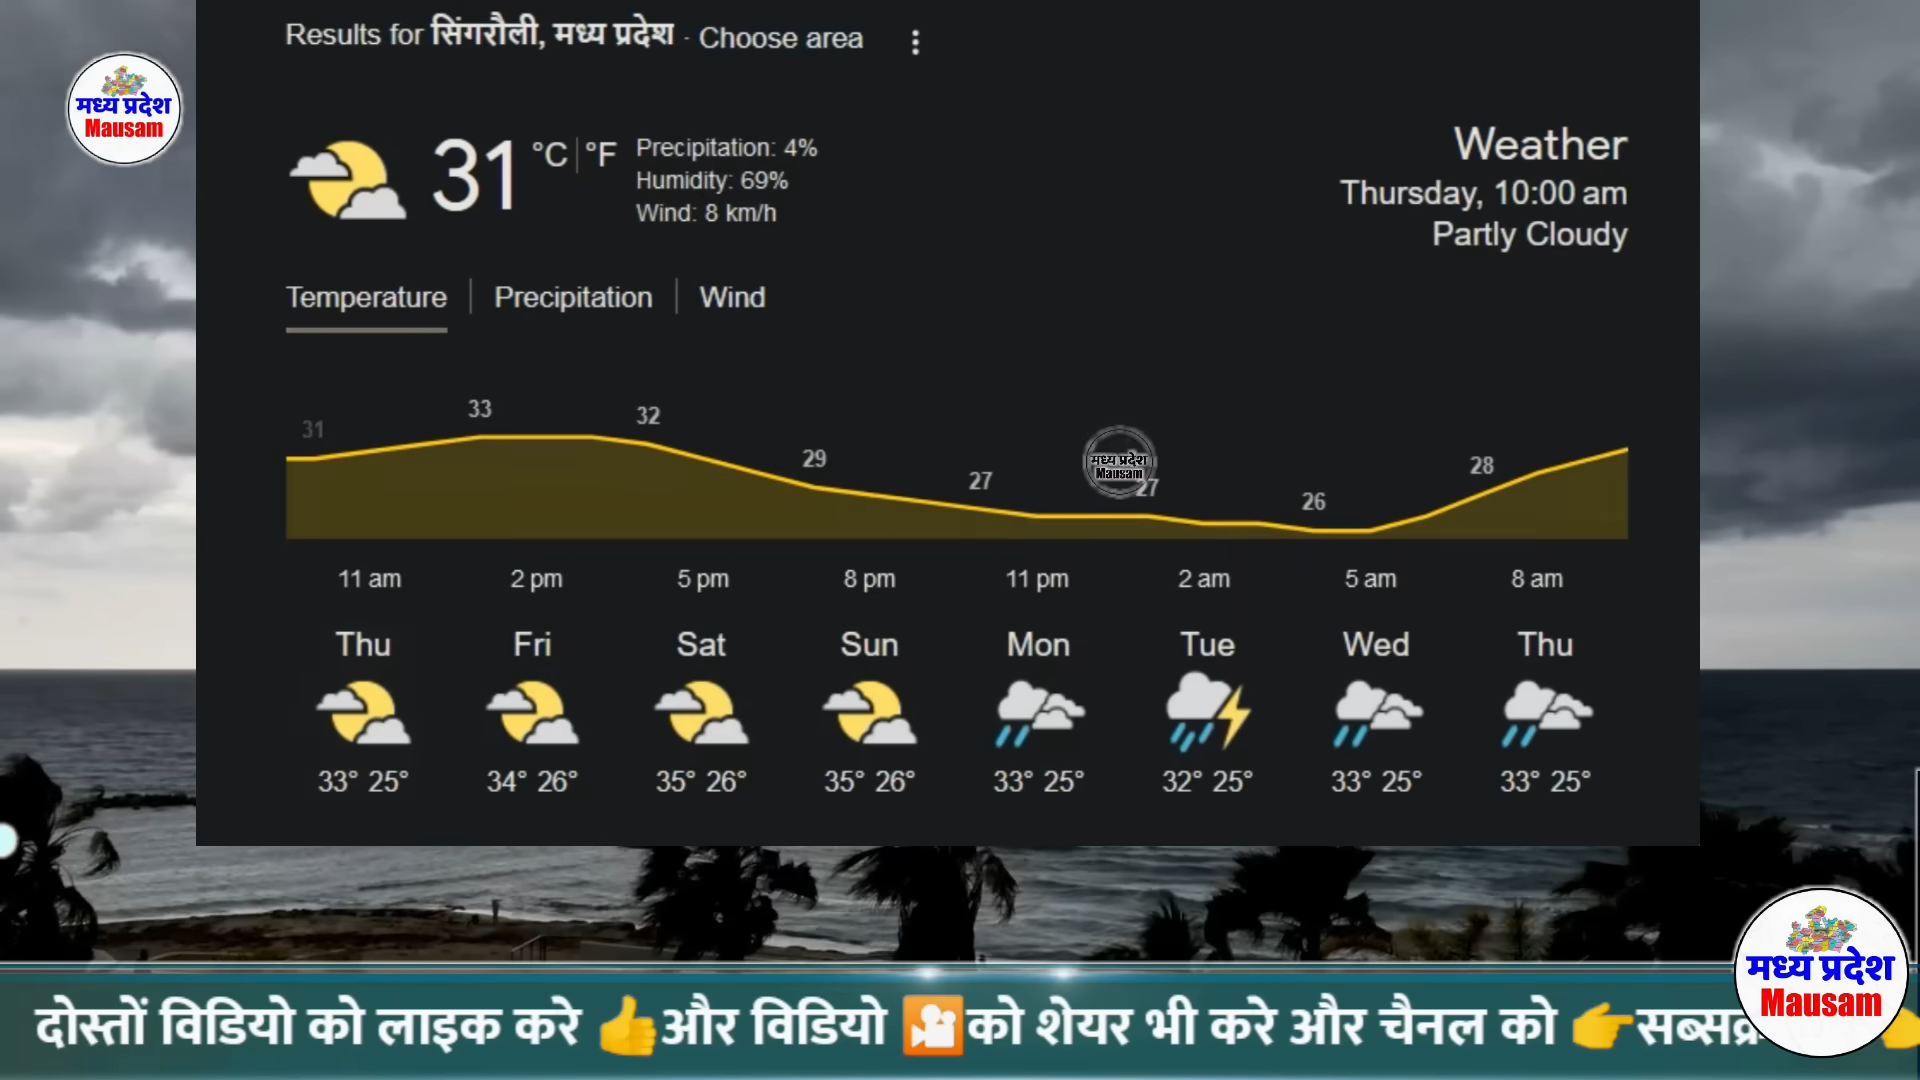 Results for सिंगरौली, मध्य प्रदेश · Choose area
मध्य प्रदेश
Mausam
31 °C | °F
Precipitation: 4%
Humidity: 69%
Wind: 8 km/h
Weather
Thursday, 10:00 am
Partly Cloudy
Temperature | Precipitation | Wind
31 33 32 29 27 27 26 28
मध्य प्रदेश
Mausam
11 am 2 pm 5 pm 8 pm 11 pm 2 am 5 am 8 am
Thu Fri Sat Sun Mon Tue Wed Thu
33° 25° 34° 26° 35° 26° 35° 26° 33° 25° 32° 25° 33° 25° 33° 25°
दोस्तों विडियो को लाइक करे 👍और विडियो 🎦को शेयर भी करे और चैनल को 👉
मध्य प्रदेश
Mausam